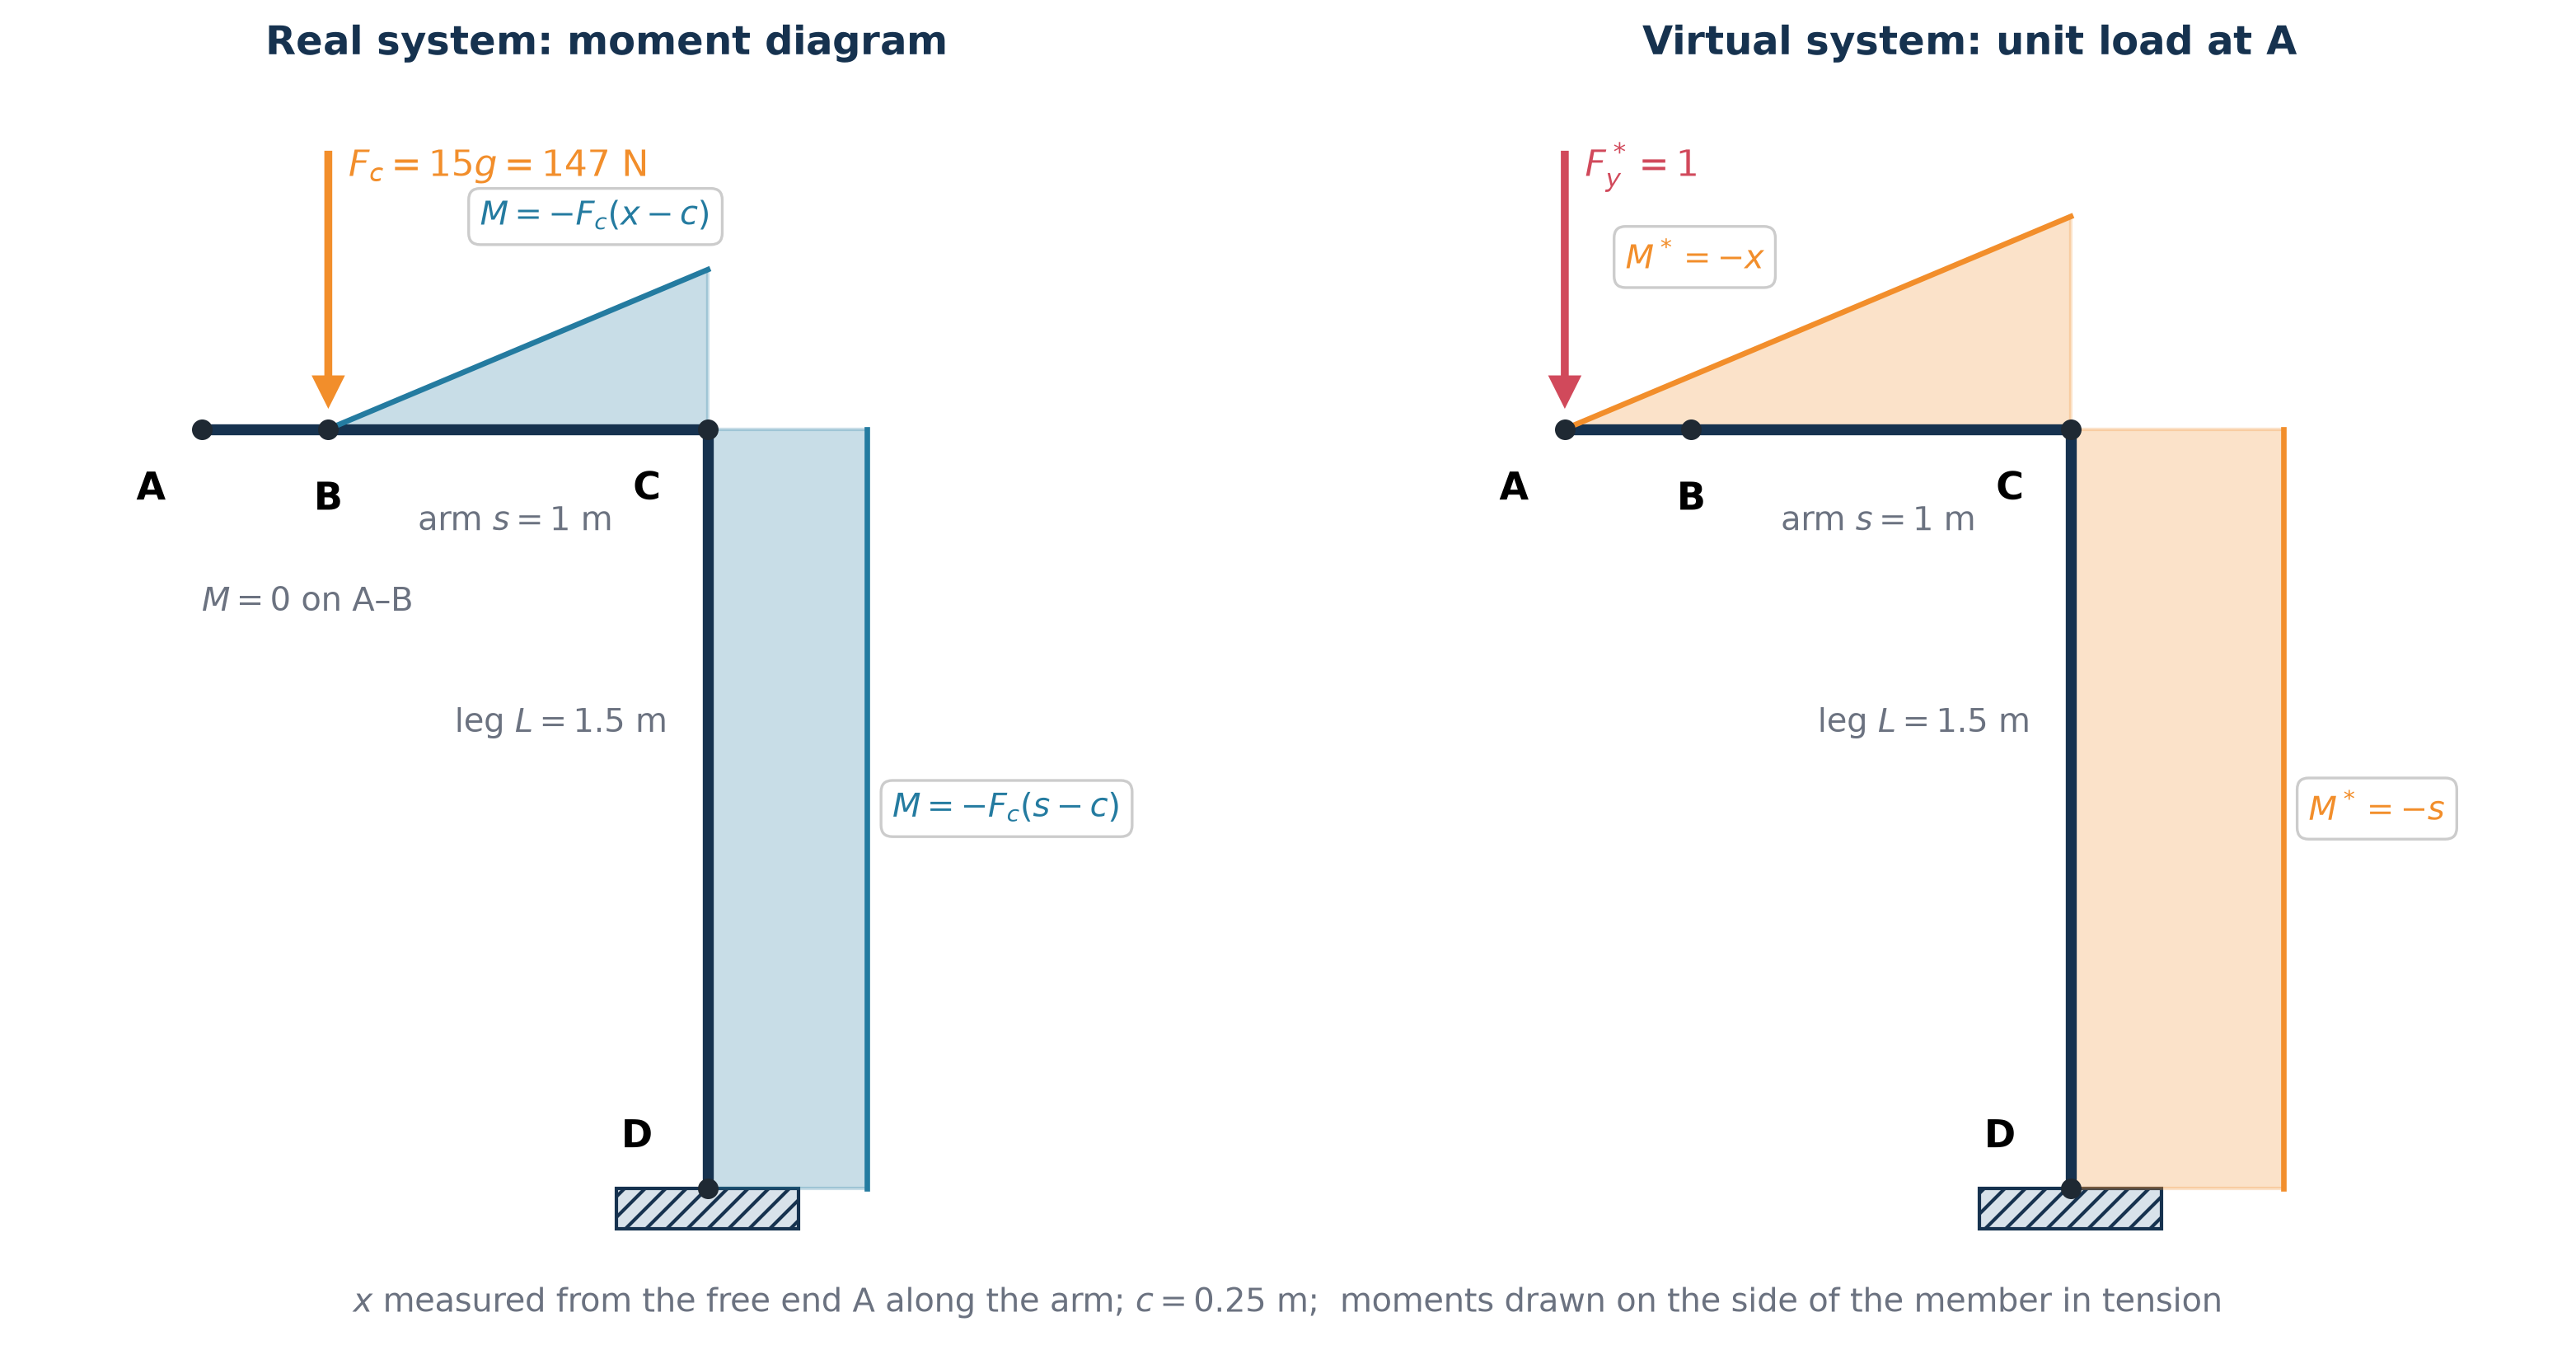 Real system: moment diagram
F_c = 15g = 147 N
M = −F_c(x − c)
A
B
C
arm s = 1 m
M = 0 on A–B
leg L = 1.5 m
M = −F_c(s − c)
D
Virtual system: unit load at A
F_y^* = 1
M^* = −x
A
B
C
arm s = 1 m
leg L = 1.5 m
M^* = −s
D
x measured from the free end A along the arm; c = 0.25 m;  moments drawn on the side of the member in tension